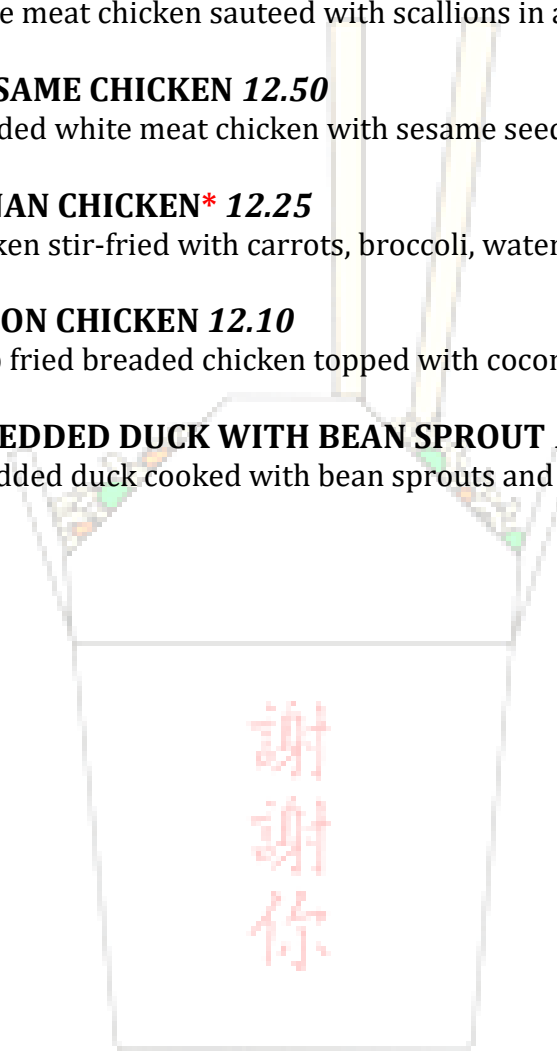 e meat chicken sauteed with scallions in a
SAME CHICKEN 12.50
ded white meat chicken with sesame seed
NAN CHICKEN* 12.25
ken stir-fried with carrots, broccoli, water
ON CHICKEN 12.10
fried breaded chicken topped with cocon
EDDED DUCK WITH BEAN SPROUT
dded duck cooked with bean sprouts and
謝
謝
你